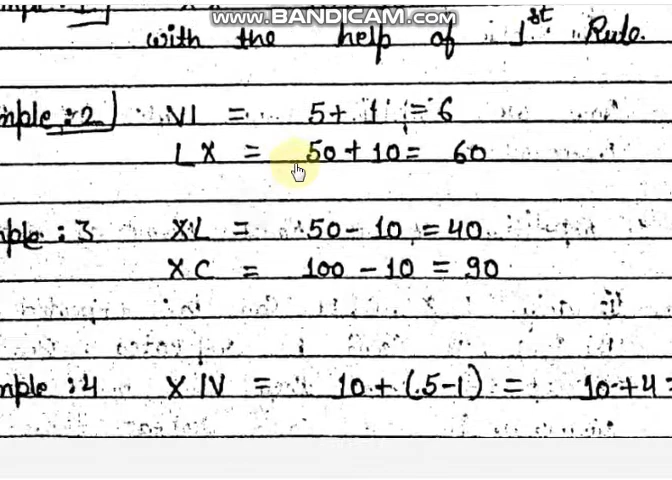 WWW.BANDICAM.COM
with the help of 1st Rule.
mple : 2 VI = 5 + 1 = 6
LX = 50 + 10 = 60
mple : 3 XL = 50 - 10 = 40
XC = 100 - 10 = 90
mple : 4 XIV = 10 + (5-1) = 10 + 4 =